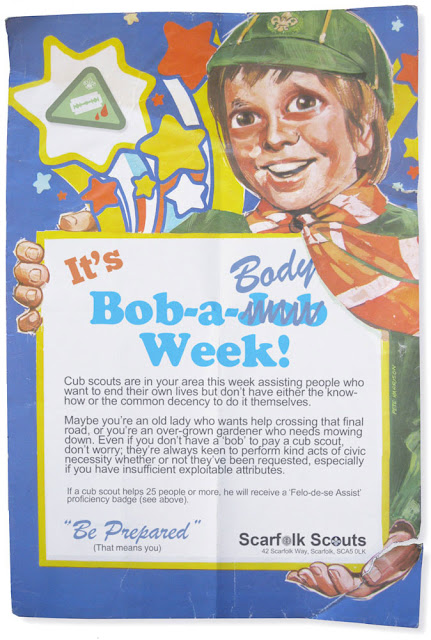 It's
Body
Bob-a-
Week!
Cub scouts are in your area this week assisting people who
want to end their own lives but don't have either the know-
how or the common decency to do it themselves.
Maybe you're an old lady who wants help crossing that final
road, or you're an over-grown gardener who needs mowing
down. Even if you don't have a 'bob' to pay a cub scout,
don't worry; they're always keen to perform kind acts of civic
necessity whether or not they've been requested, especially
if you have insufficient exploitable attributes.
If a cub scout helps 25 people or more, he will receive a 'Felo-de-se Assist'
proficiency badge (see above).
"Be Prepared"
(That means you)
Scarfolk Scouts
42 Scarfolk Way, Scarfolk, SCA5 0LK